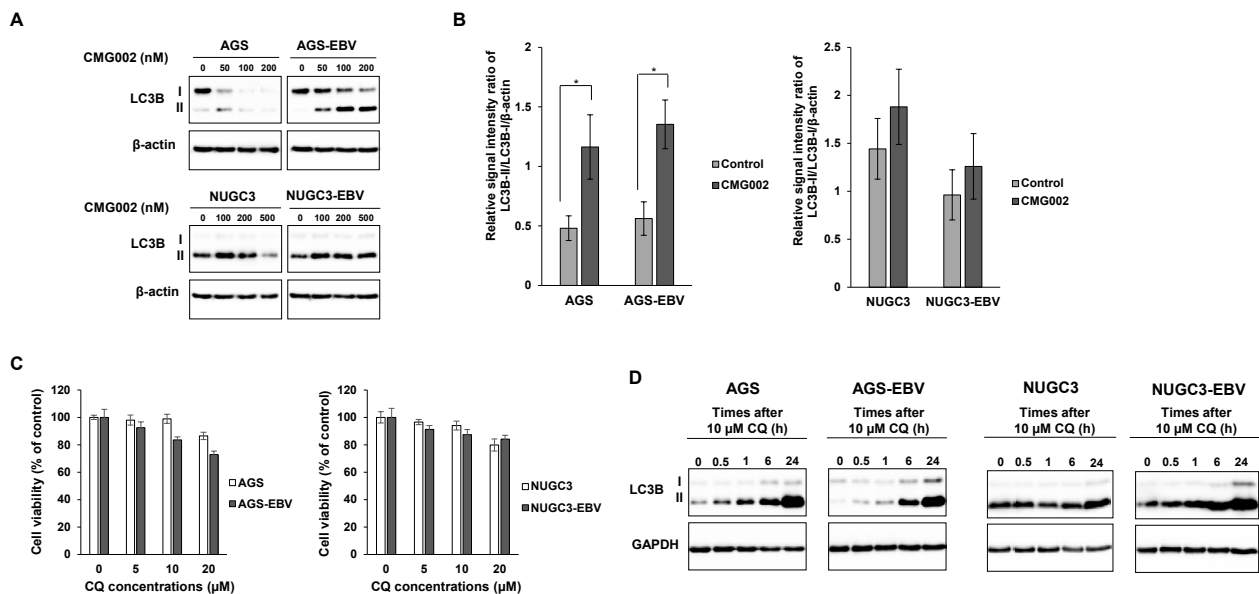 A
AGS AGS-EBV
CMG002 (nM)
0 50 100 200 0 50 100 200
I
LC3B
II
β-actin
NUGC3 NUGC3-EBV
CMG002 (nM)
0 100 200 500 0 100 200 500
LC3B I
II
β-actin
B
Relative signal intensity ratio of
LC3B-II/LC3B-I/β-actin
2
1.5
1
0.5
0
* *
Control
CMG002
AGS AGS-EBV
Relative signal intensity ratio of
LC3B-II/LC3B-I/β-actin
2.5
2
1.5
1
0.5
0
Control
CMG002
NUGC3 NUGC3-EBV
C
Cell viability (% of control)
120
100
80
60
40
20
0
AGS
AGS-EBV
0 5 10 20
CQ concentrations (µM)
Cell viability (% of control)
120
100
80
60
40
20
0
NUGC3
NUGC3-EBV
0 5 10 20
CQ concentrations (µM)
D
AGS AGS-EBV NUGC3 NUGC3-EBV
Times after Times after Times after Times after
10 µM CQ (h) 10 µM CQ (h) 10 µM CQ (h) 10 µM CQ (h)
0 0.5 1 6 24 0 0.5 1 6 24 0 0.5 1 6 24 0 0.5 1 6 24
I
LC3B
II
GAPDH